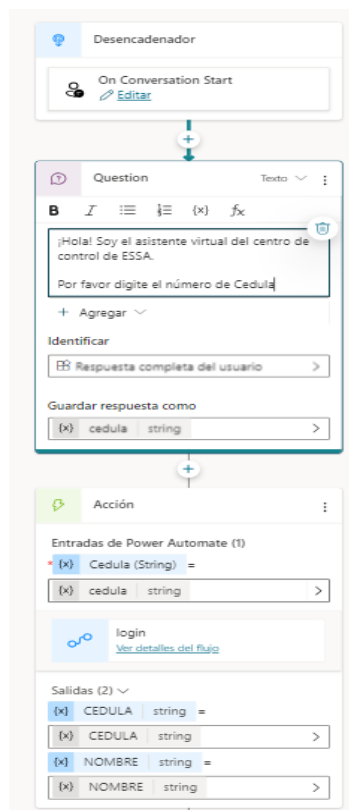 Desencadenador
On Conversation Start
Editar
Question
Texto
B I {x} fx
¡Hola! Soy el asistente virtual del centro de
control de ESSA.
Por favor digite el número de Cedula
+ Agregar
Identificar
Respuesta completa del usuario
Guardar respuesta como
{x} cedula string
Acción
Entradas de Power Automate (1)
* {x} Cedula (String) =
{x} cedula string
login
Ver detalles del flujo
Salidas (2)
{x} CEDULA string =
{x} CEDULA string
{x} NOMBRE string =
{x} NOMBRE string